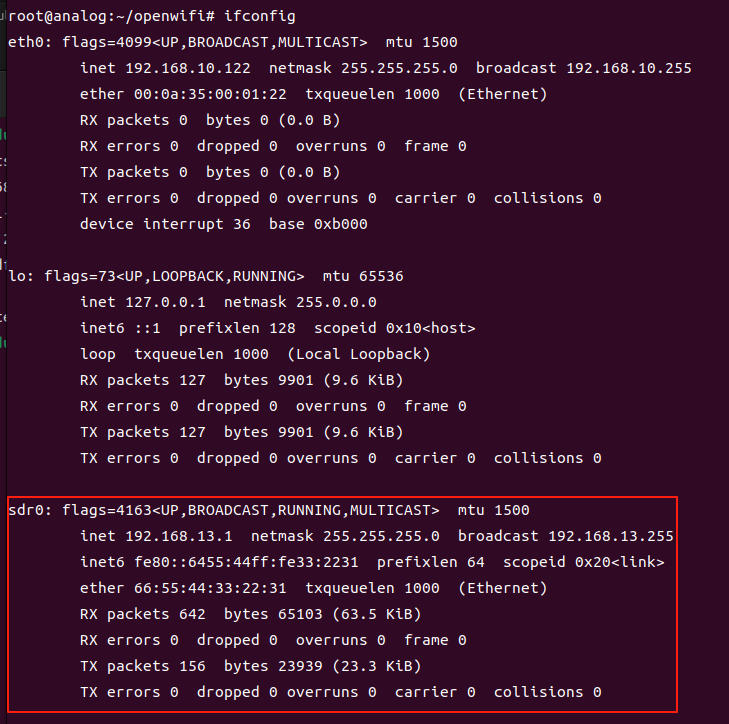 root@analog:~/openwifi# ifconfig
eth0: flags=4099<UP,BROADCAST,MULTICAST>  mtu 1500
        inet 192.168.10.122  netmask 255.255.255.0  broadcast 192.168.10.255
        ether 00:0a:35:00:01:22  txqueuelen 1000  (Ethernet)
        RX packets 0  bytes 0 (0.0 B)
        RX errors 0  dropped 0  overruns 0  frame 0
        TX packets 0  bytes 0 (0.0 B)
        TX errors 0  dropped 0 overruns 0  carrier 0  collisions 0
        device interrupt 36  base 0xb000

lo: flags=73<UP,LOOPBACK,RUNNING>  mtu 65536
        inet 127.0.0.1  netmask 255.0.0.0
        inet6 ::1  prefixlen 128  scopeid 0x10<host>
        loop  txqueuelen 1000  (Local Loopback)
        RX packets 127  bytes 9901 (9.6 KiB)
        RX errors 0  dropped 0  overruns 0  frame 0
        TX packets 127  bytes 9901 (9.6 KiB)
        TX errors 0  dropped 0 overruns 0  carrier 0  collisions 0

sdr0: flags=4163<UP,BROADCAST,RUNNING,MULTICAST>  mtu 1500
        inet 192.168.13.1  netmask 255.255.255.0  broadcast 192.168.13.255
        inet6 fe80::6455:44ff:fe33:2231  prefixlen 64  scopeid 0x20<link>
        ether 66:55:44:33:22:31  txqueuelen 1000  (Ethernet)
        RX packets 642  bytes 65103 (63.5 KiB)
        RX errors 0  dropped 0  overruns 0  frame 0
        TX packets 156  bytes 23939 (23.3 KiB)
        TX errors 0  dropped 0 overruns 0  carrier 0  collisions 0